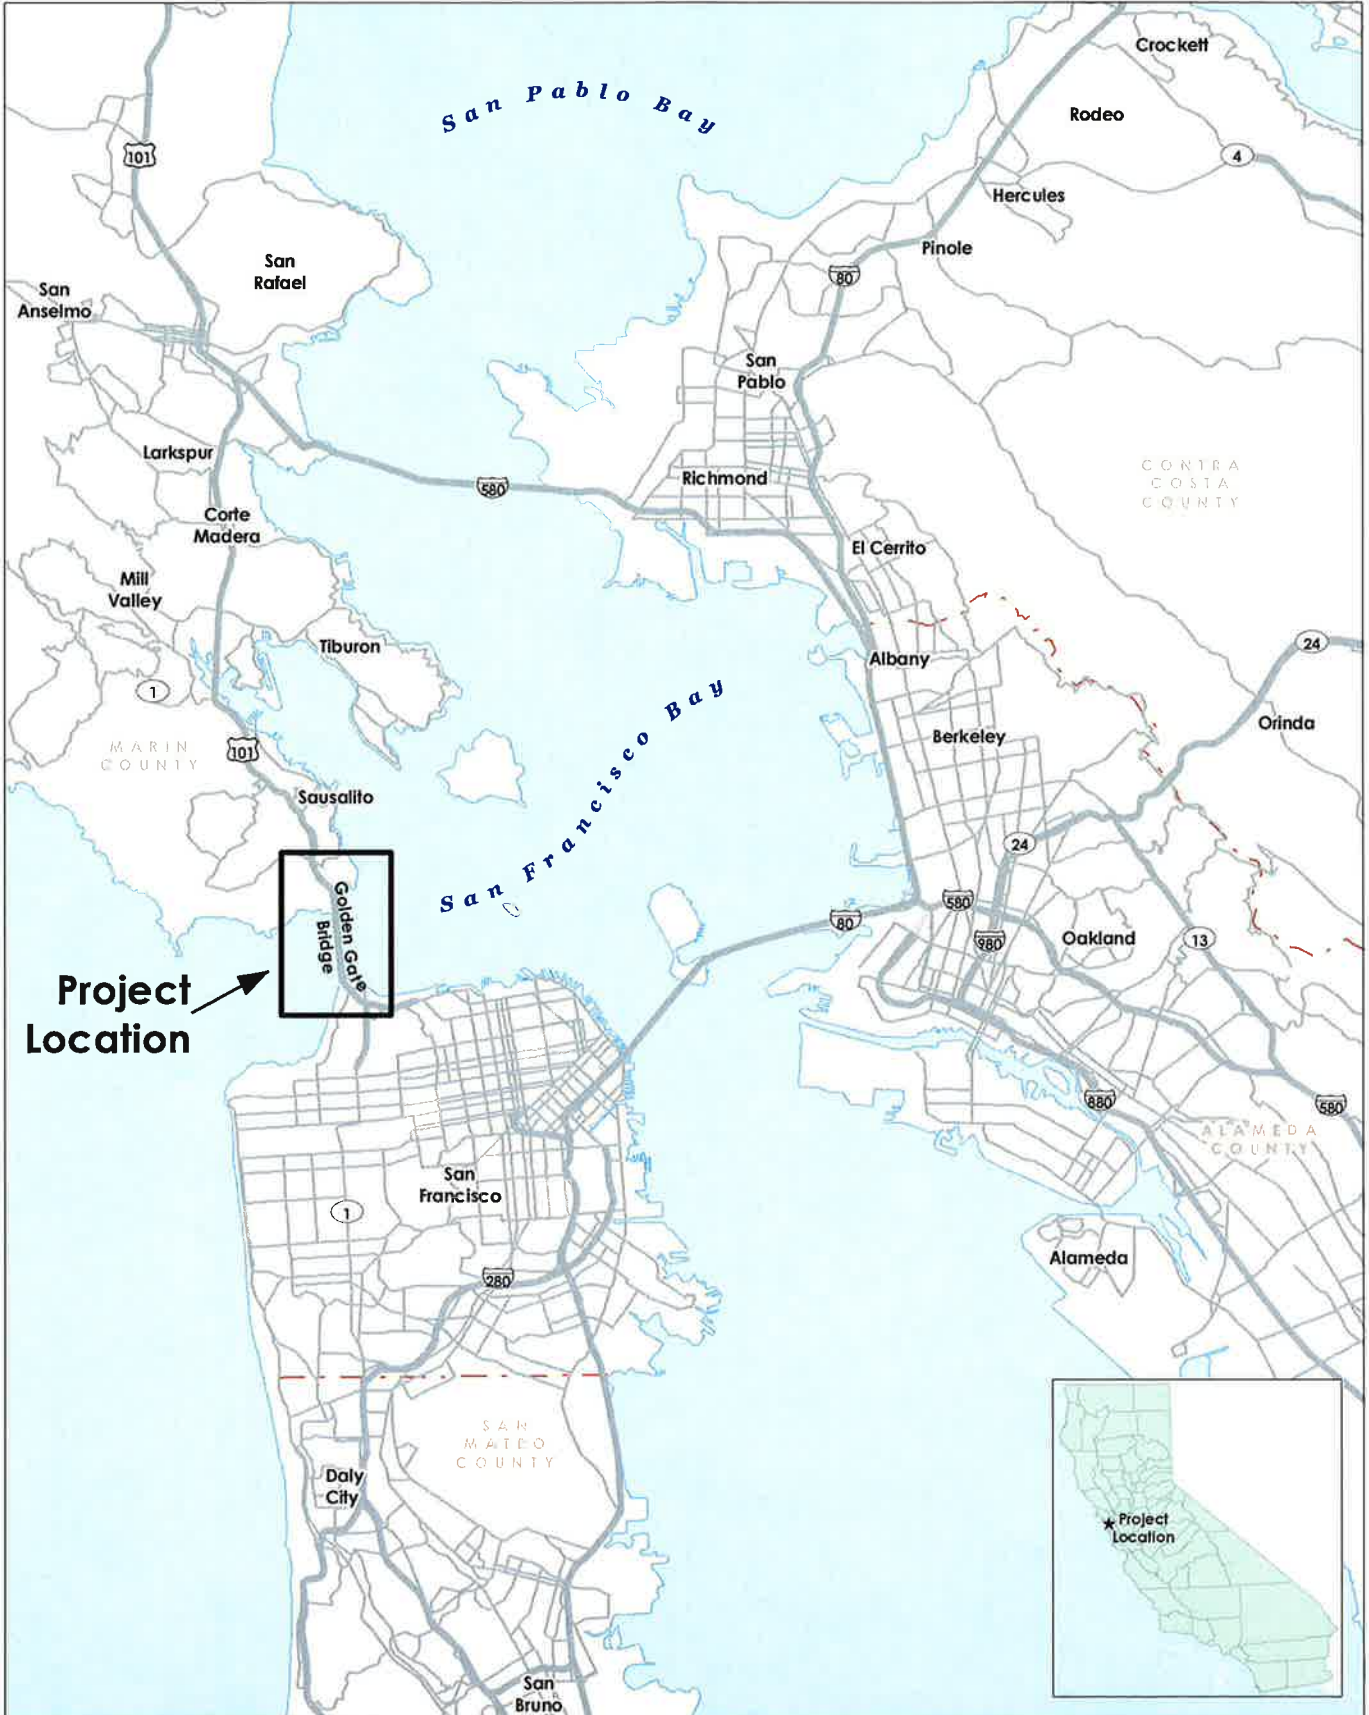 Crockett
San Pablo Bay
Rodeo
101
4
Hercules
Pinole
San
Rafael
80
San
Anselmo
San
Pablo
Larkspur
CONTRA
COSTA
COUNTY
Richmond
580
Corte
Madera
El Cerrito
Mill
Valley
Tiburon
24
Albany
1
San Francisco Bay
Orinda
Berkeley
MARIN
COUNTY
101
Sausalito
24
Golden Gate
Bridge
580
80
980
Oakland
13
Project
Location
880
580
ALAMEDA
COUNTY
San
Francisco
1
Alameda
280
SAN
MATEO
COUNTY
Daly
City
Project
Location
San
Bruno